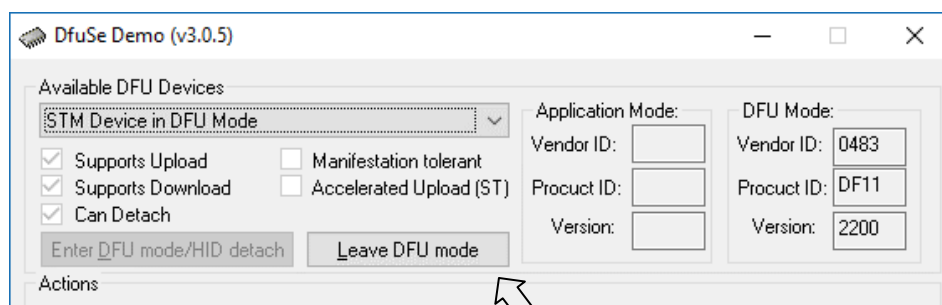 DfuSe Demo (v3.0.5)
Available DFU Devices
STM Device in DFU Mode
Supports Upload
Manifestation tolerant
Supports Download
Accelerated Upload (ST)
Can Detach
Enter DFU mode/HID detach
Leave DFU mode
Application Mode:
Vendor ID:
Procuct ID:
Version:
DFU Mode:
Vendor ID: 0483
Procuct ID: DF11
Version: 2200
Actions